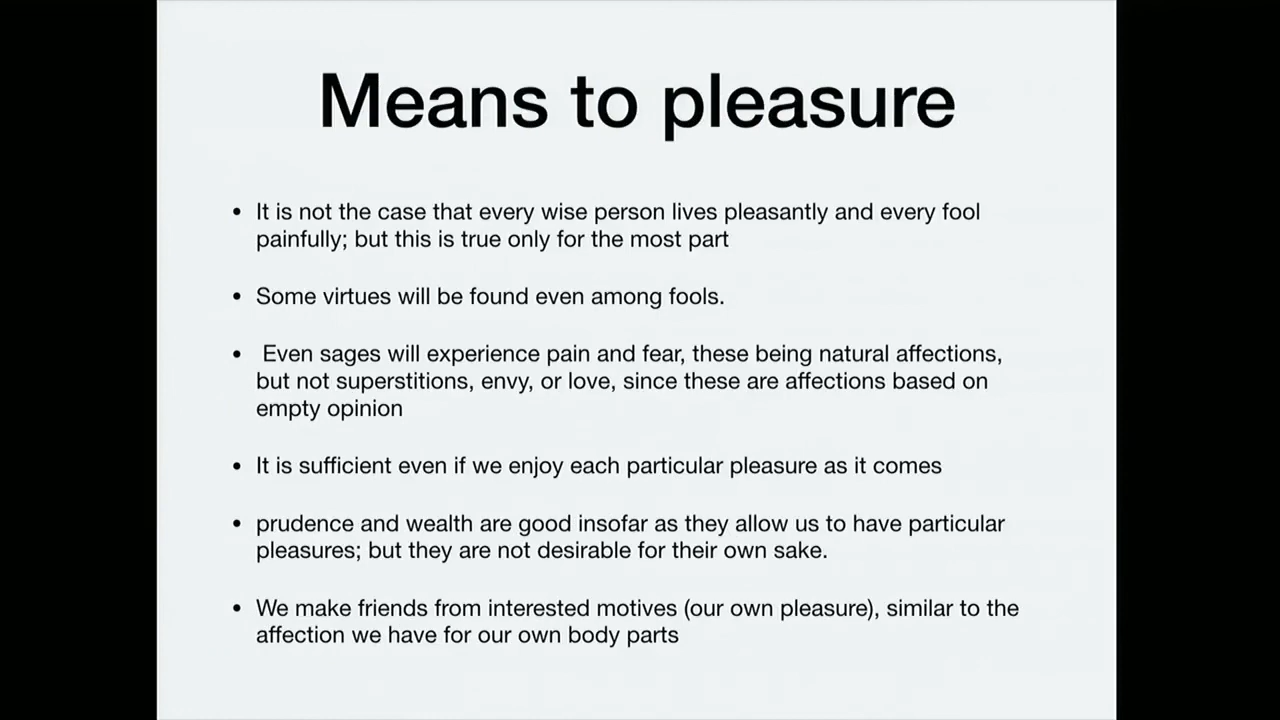 Means to pleasure
• It is not the case that every wise person lives pleasantly and every fool
painfully; but this is true only for the most part
• Some virtues will be found even among fools.
• Even sages will experience pain and fear, these being natural affections,
but not superstitions, envy, or love, since these are affections based on
empty opinion
• It is sufficient even if we enjoy each particular pleasure as it comes
• prudence and wealth are good insofar as they allow us to have particular
pleasures; but they are not desirable for their own sake.
• We make friends from interested motives (our own pleasure), similar to the
affection we have for our own body parts